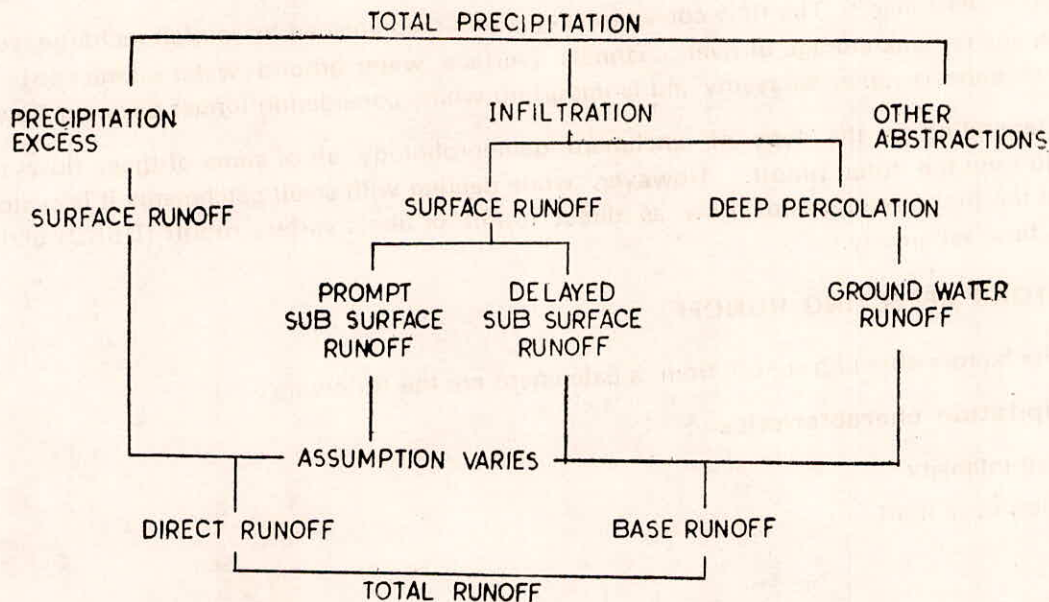 TOTAL PRECIPITATION
PRECIPITATION
EXCESS
INFILTRATION
OTHER
ABSTRACTIONS
SURFACE RUNOFF
SURFACE RUNOFF
DEEP PERCOLATION
PROMPT
SUB SURFACE
RUNOFF
DELAYED
SUB SURFACE
RUNOFF
GROUND WATER
RUNOFF
ASSUMPTION VARIES
DIRECT RUNOFF
BASE RUNOFF
TOTAL RUNOFF